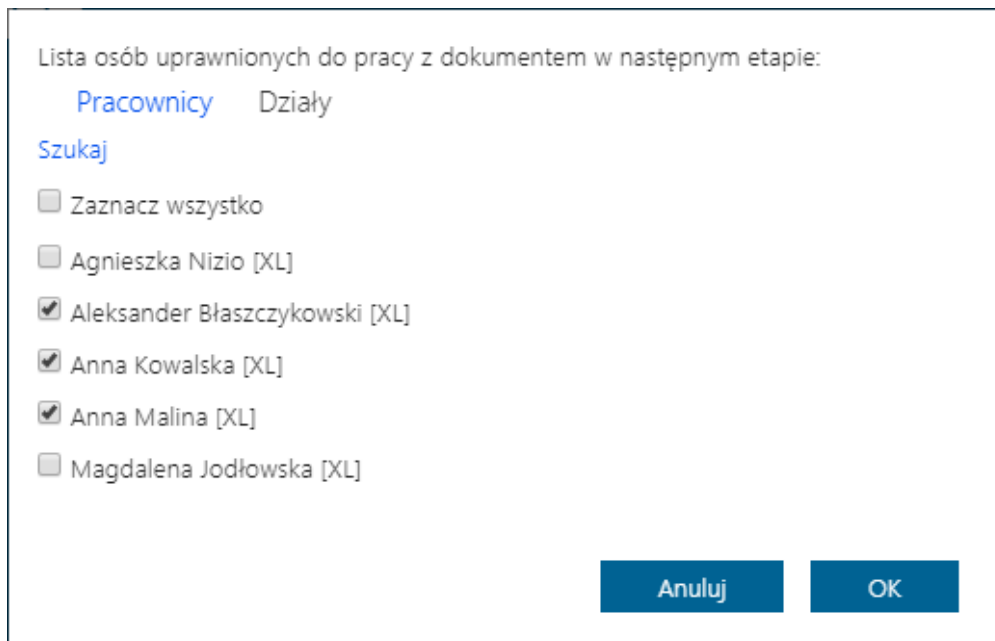 Lista osób uprawnionych do pracy z dokumentem w następnym etapie:
Pracownicy Działy
Szukaj
Zaznacz wszystko
Agnieszka Nizio [XL]
Aleksander Błaszczykowski [XL]
Anna Kowalska [XL]
Anna Malina [XL]
Magdalena Jodłowska [XL]
Anuluj OK